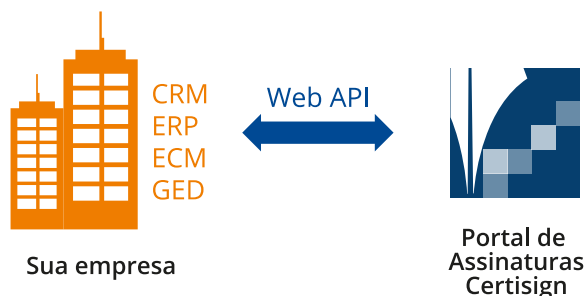 CRM
ERP
ECM
GED
Web API
Sua empresa
Portal de
Assinaturas
Certisign